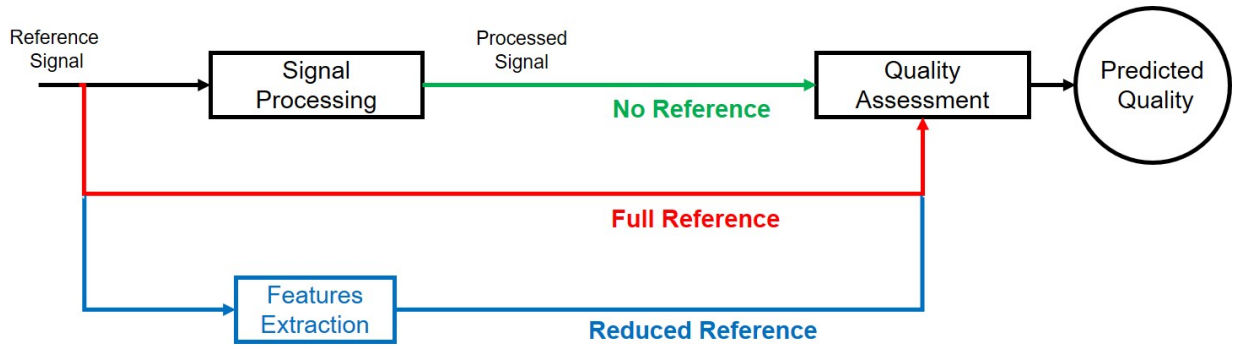 Reference
Signal
Signal
Processing
Processed
Signal
No Reference
Quality
Assessment
Predicted
Quality
Full Reference
Features
Extraction
Reduced Reference